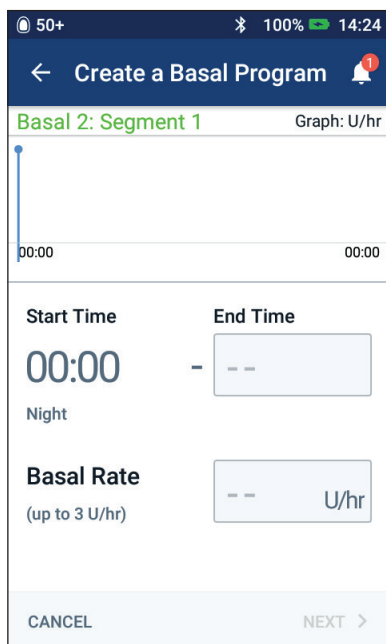 50+ 100% 14:24
Create a Basal Program 1
Basal 2: Segment 1 Graph: U/hr
00:00 00:00
Start Time End Time
00:00 - --
Night
Basal Rate -- U/hr
(up to 3 U/hr)
CANCEL NEXT